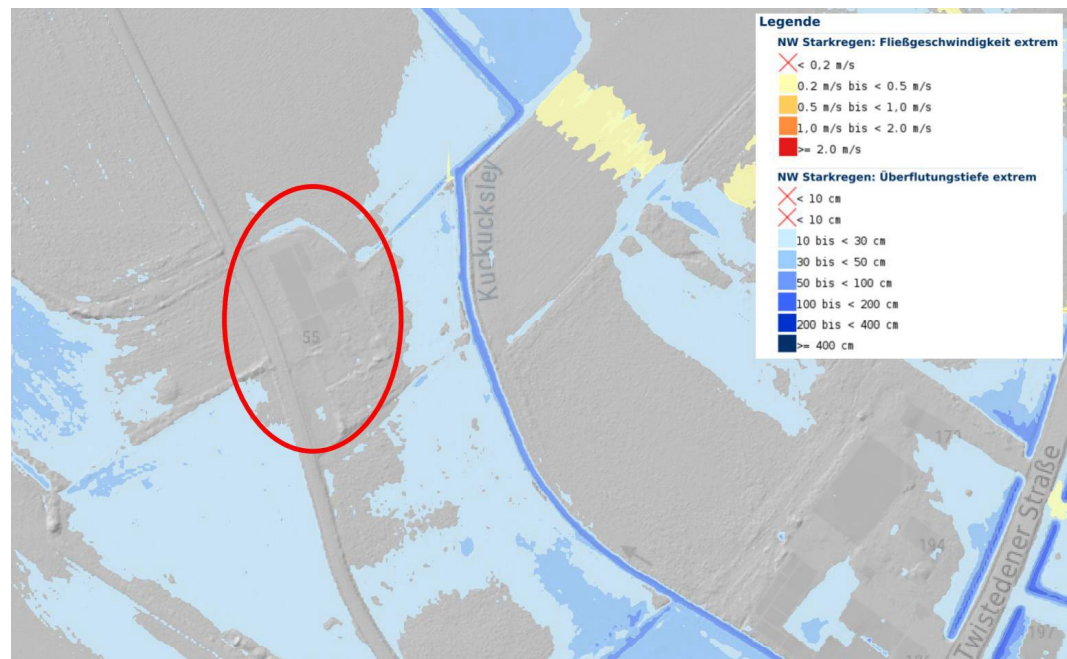 Legende
NW Starkregen: Fließgeschwindigkeit extrem
< 0,2 m/s
0.2 m/s bis < 0.5 m/s
0.5 m/s bis < 1,0 m/s
1,0 m/s bis < 2.0 m/s
>= 2.0 m/s
NW Starkregen: Überflutungstiefe extrem
< 10 cm
< 10 cm
10 bis < 30 cm
30 bis < 50 cm
50 bis < 100 cm
100 bis < 200 cm
200 bis < 400 cm
>= 400 cm
Kuckucksley
55
173
194
Twistedener Straße
197